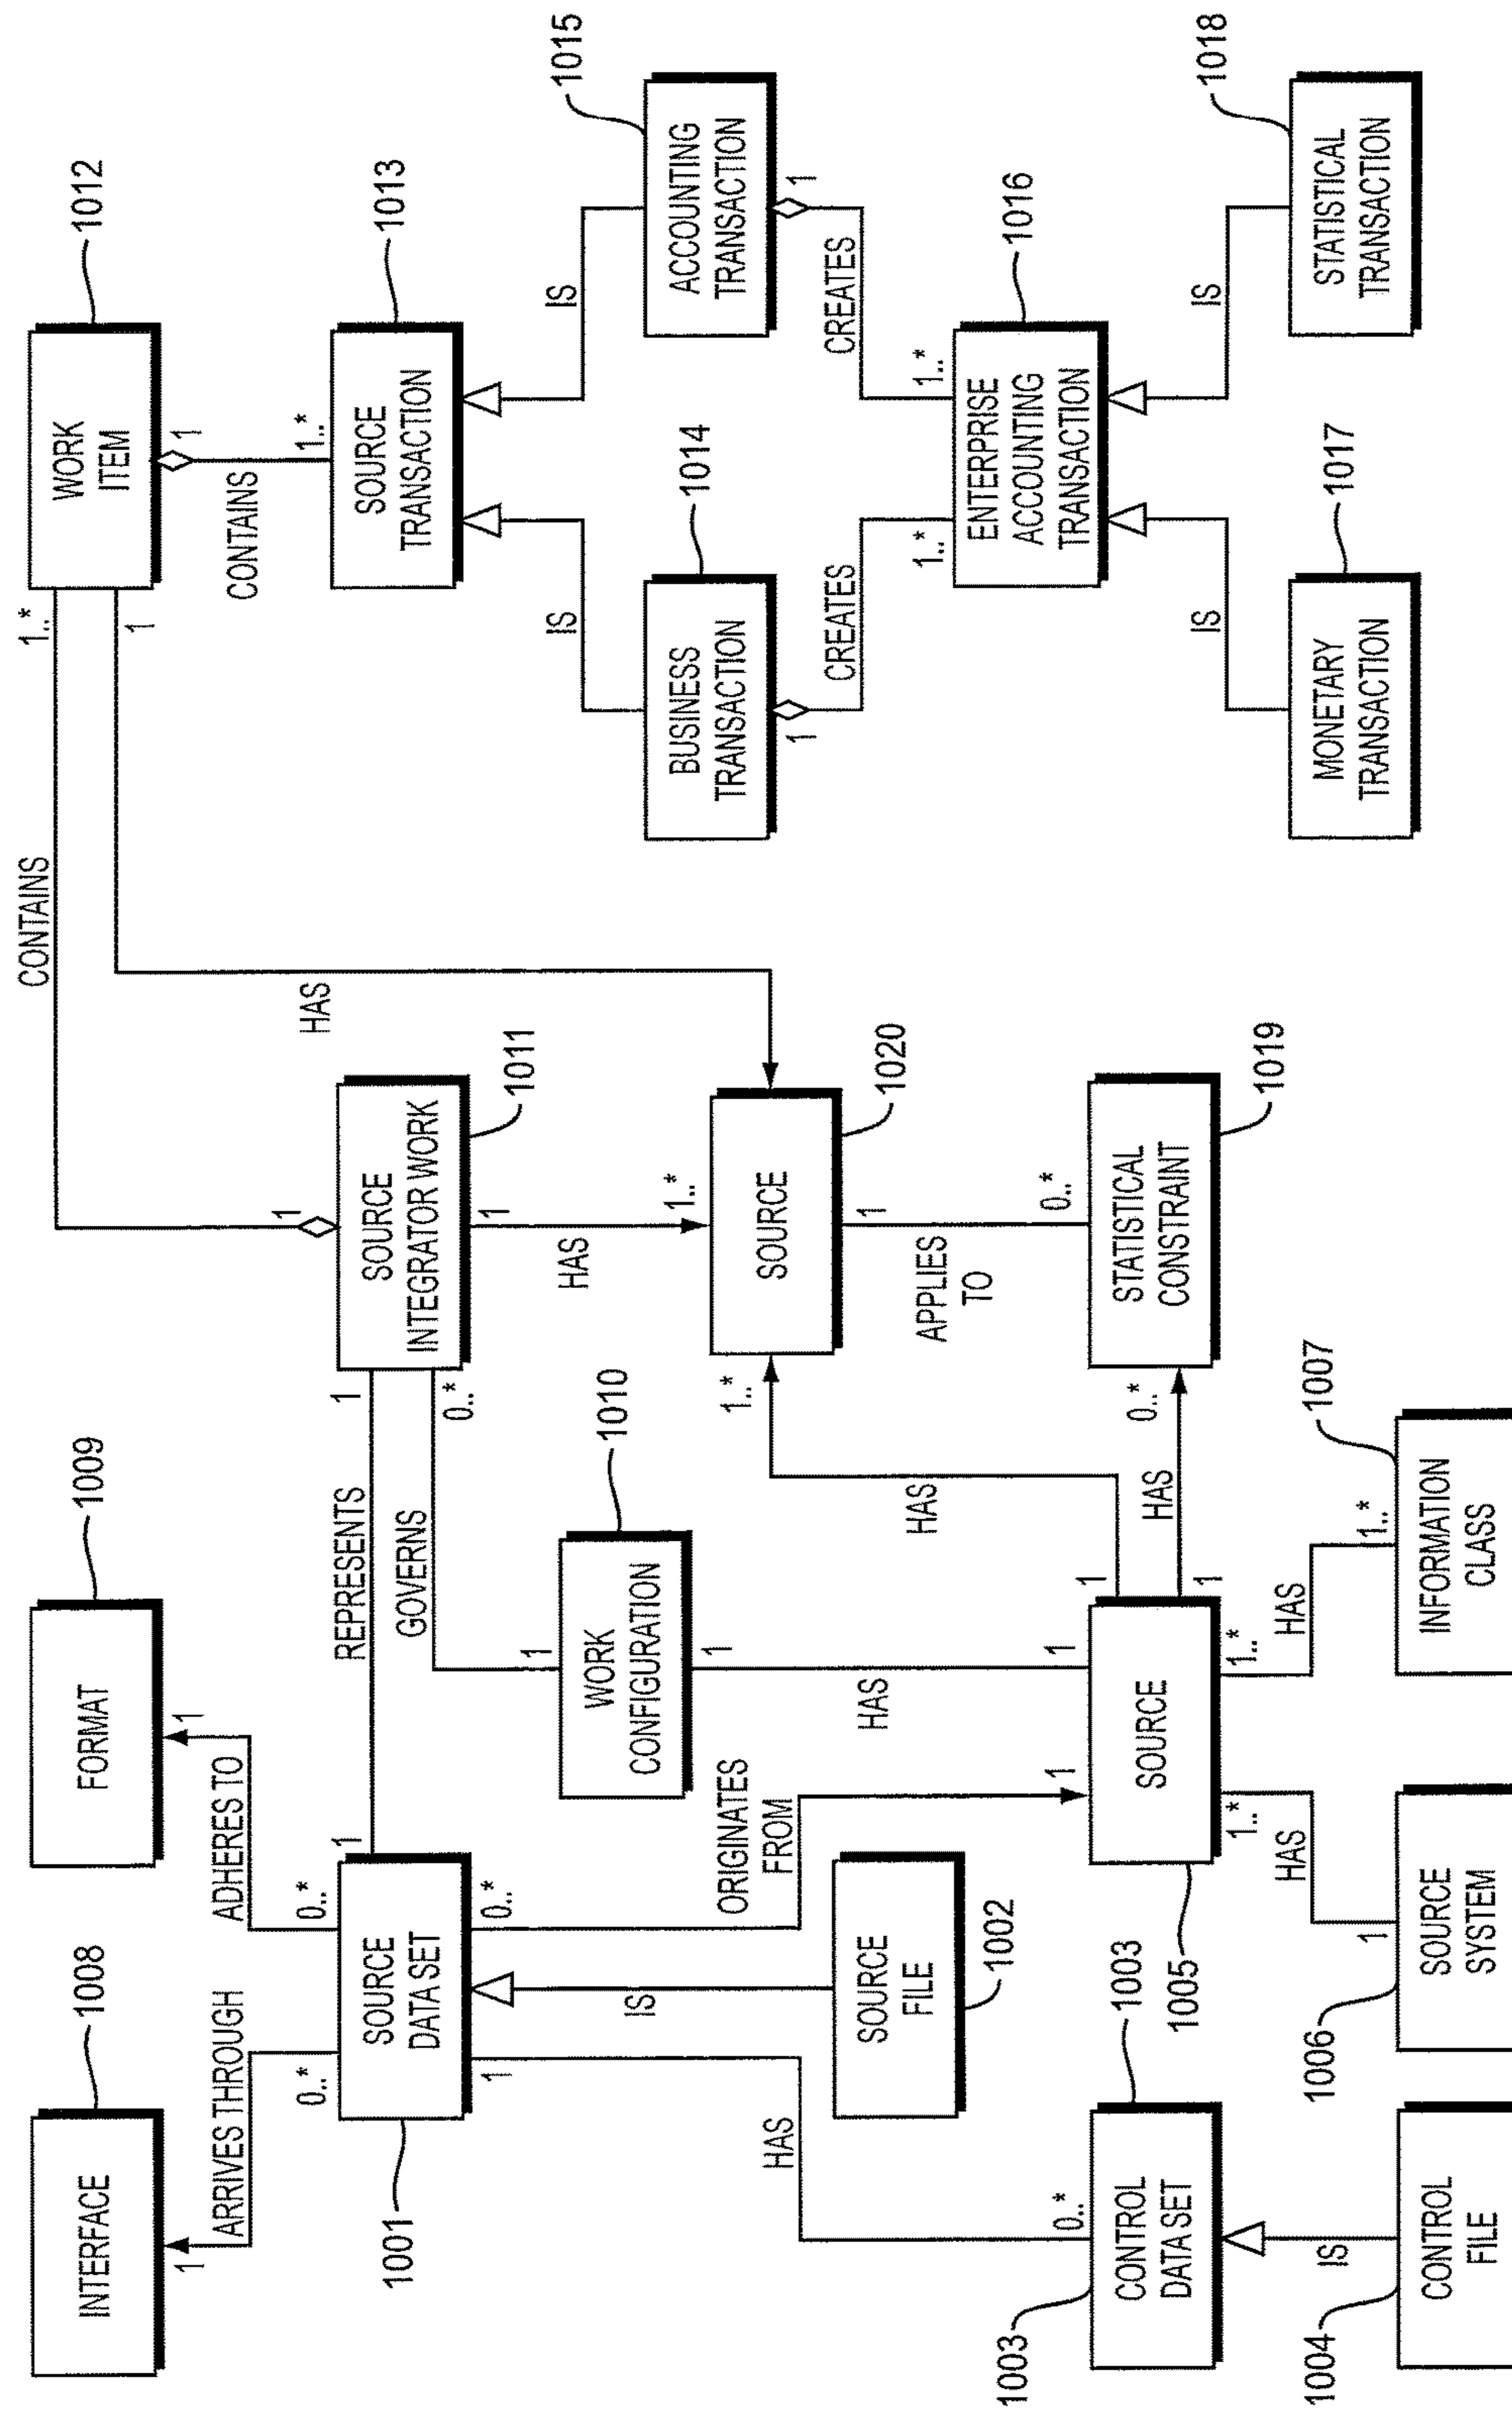 INTERFACE
1008
1
ARRIVES THROUGH
0..*
FORMAT
1009
1
ADHERES TO
0..*
SOURCE
DATA SET
1001
1
REPRESENTS
1
0..*
ORIGINATES
FROM
1
IS
SOURCE
FILE
1002
1
HAS
0..*
CONTROL
DATA SET
1003
1003
IS
CONTROL
FILE
1004
GOVERNS
0..*
1
WORK
CONFIGURATION
1010
1
HAS
1
SOURCE
1005
1..*
HAS
1
SOURCE
SYSTEM
1006
1..*
HAS
1..*
INFORMATION
CLASS
1007
1
HAS
1..*
1
HAS
0..*
SOURCE
INTEGRATOR WORK
1011
1
CONTAINS
1..*
1
HAS
1..*
SOURCE
1020
1
APPLIES
TO
0..*
STATISTICAL
CONSTRAINT
1019
WORK
ITEM
1012
1
HAS
1
CONTAINS
1..*
SOURCE
TRANSACTION
1013
IS
IS
BUSINESS
TRANSACTION
1014
ACCOUNTING
TRANSACTION
1015
1
CREATES
1..*
1
CREATES
1..*
ENTERPRISE
ACCOUNTING
TRANSACTION
1016
IS
IS
MONETARY
TRANSACTION
1017
STATISTICAL
TRANSACTION
1018